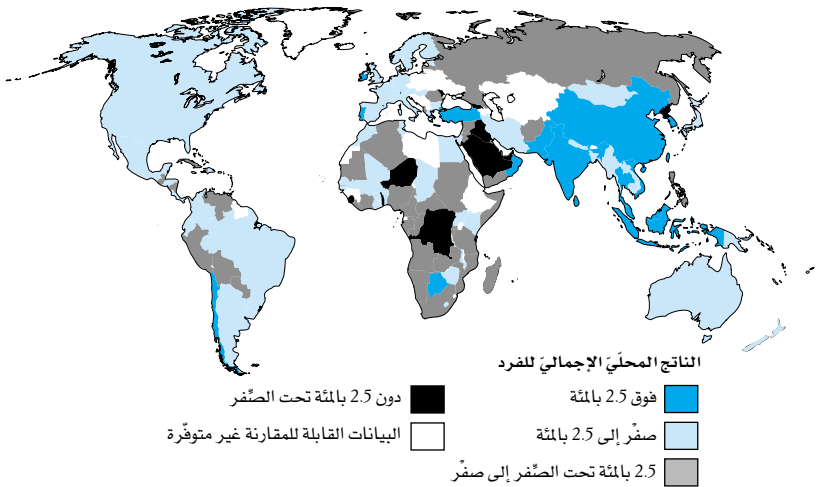 الناتج المحلّيّ الإجماليّ للفرد
فوق 2.5 بالمئة
صفْر إلى 2.5 بالمئة
2.5 بالمئة تحت الصِّفر إلى صفْر
دون 2.5 بالمئة تحت الصِّفر
البيانات القابلة للمقارنة غير متوفّرة